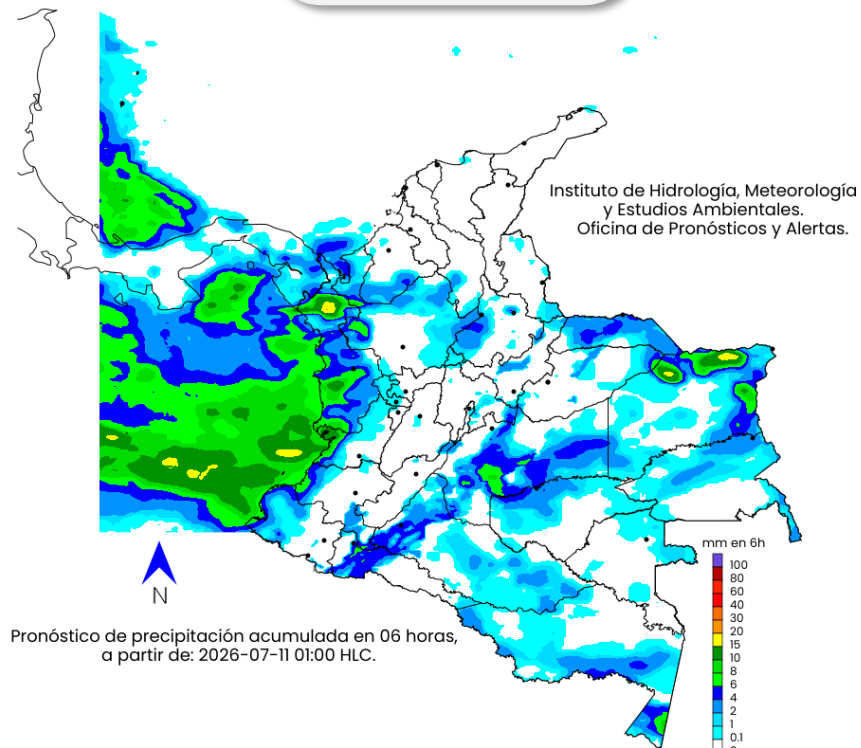 Instituto de Hidrología, Meteorología
y Estudios Ambientales.
Oficina de Pronósticos y Alertas.
N
Pronóstico de precipitación acumulada en 06 horas,
a partir de: 2026-07-11 01:00 HLC.
mm en 6h
100
80
60
40
30
20
15
10
8
6
4
2
1
0.1